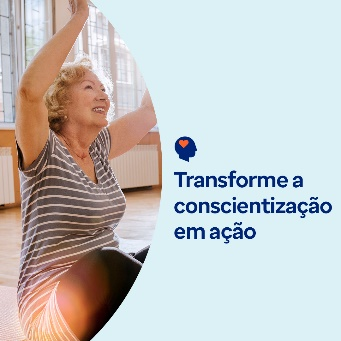 Transforme a
conscientização
em ação